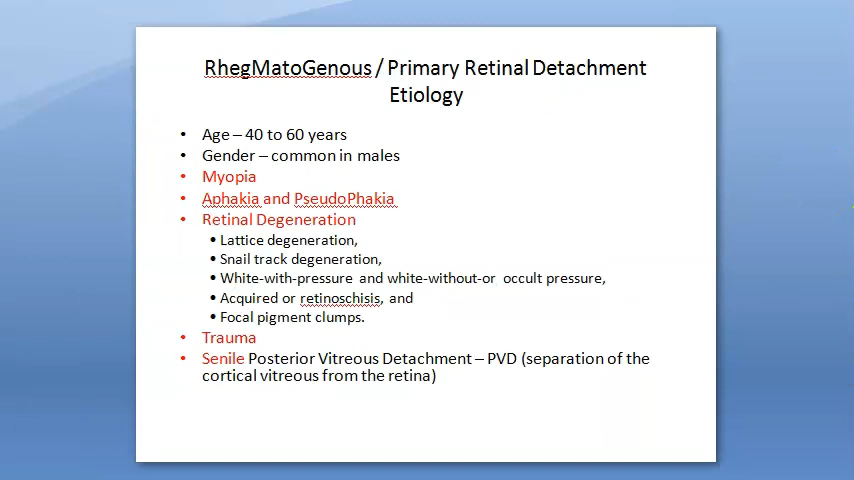 RhegMatoGenous / Primary Retinal Detachment
Etiology
• Age – 40 to 60 years
• Gender – common in males
• Myopia
• Aphakia and PseudoPhakia
• Retinal Degeneration
• Lattice degeneration,
• Snail track degeneration,
• White-with-pressure and white-without-or occult pressure,
• Acquired or retinoschisis, and
• Focal pigment clumps.
• Trauma
• Senile Posterior Vitreous Detachment – PVD (separation of the
cortical vitreous from the retina)